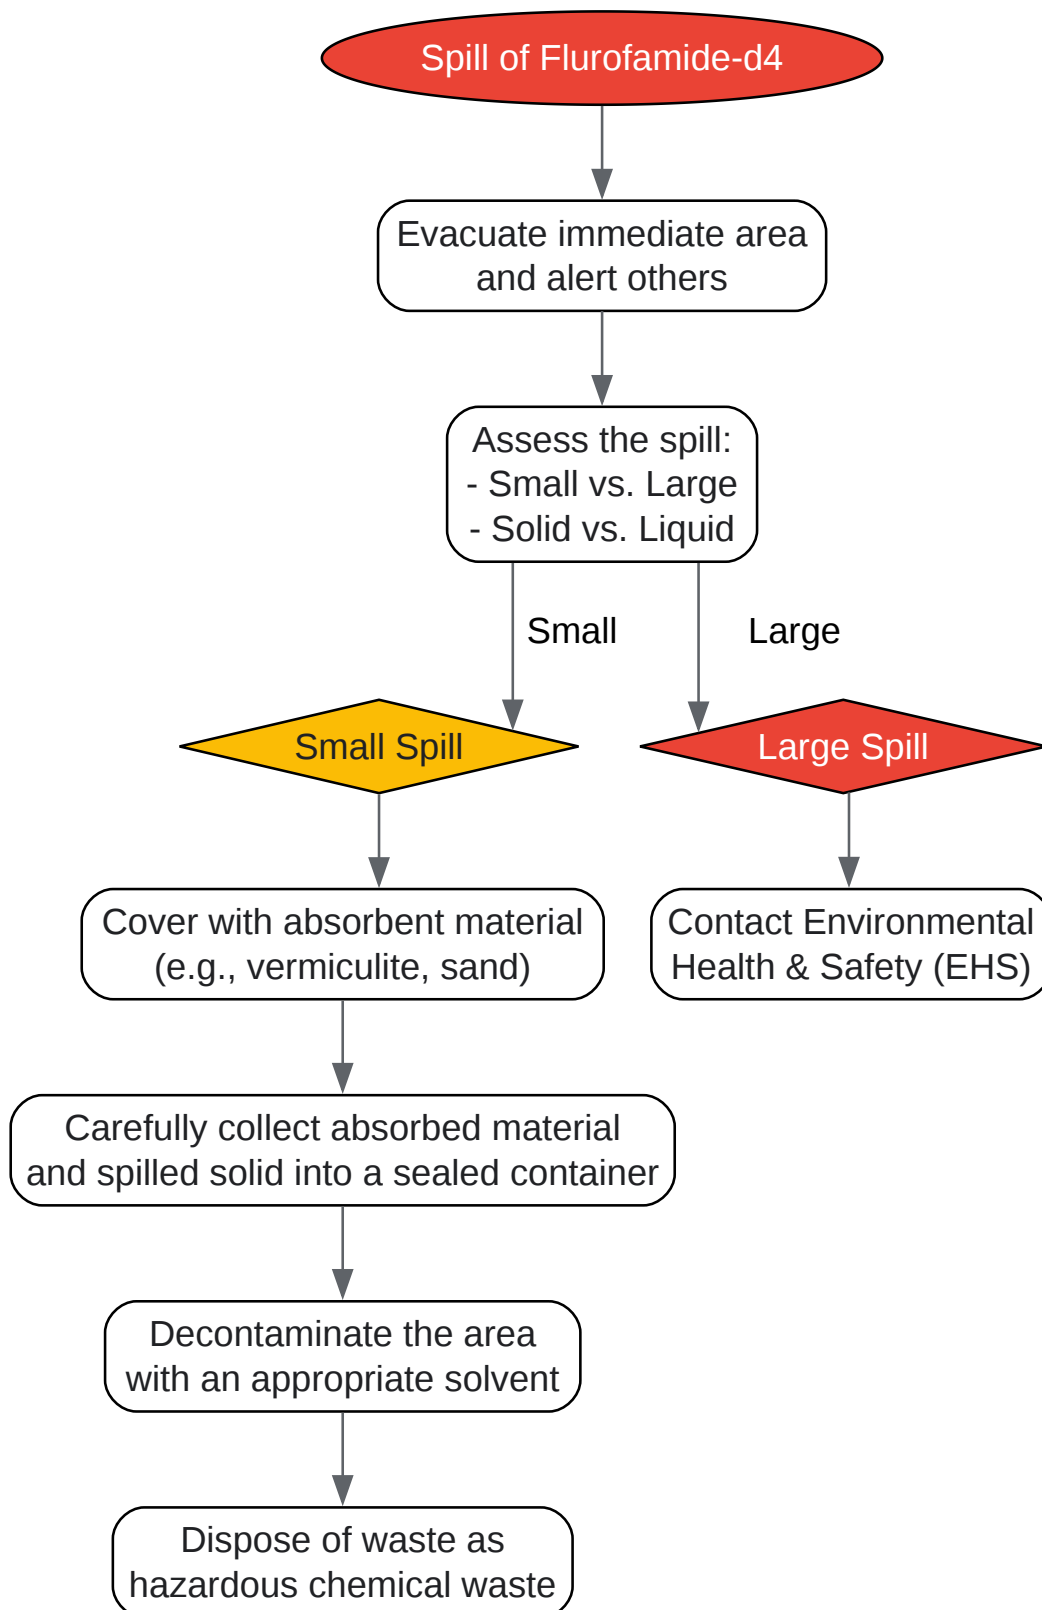 Spill of Flurofamide-d4
Evacuate immediate area
and alert others
Assess the spill:
- Small vs. Large
- Solid vs. Liquid
Small
Large
Small Spill
Large Spill
Cover with absorbent material
(e.g., vermiculite, sand)
Contact Environmental
Health & Safety (EHS)
Carefully collect absorbed material
and spilled solid into a sealed container
Decontaminate the area
with an appropriate solvent
Dispose of waste as
hazardous chemical waste